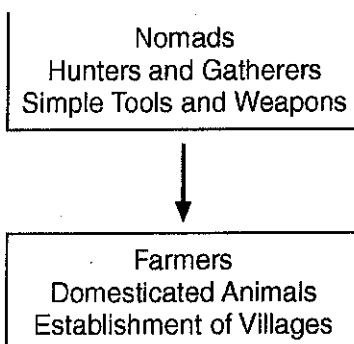 Nomads
Hunters and Gatherers
Simple Tools and Weapons
Farmers
Domesticated Animals
Establishment of Villages